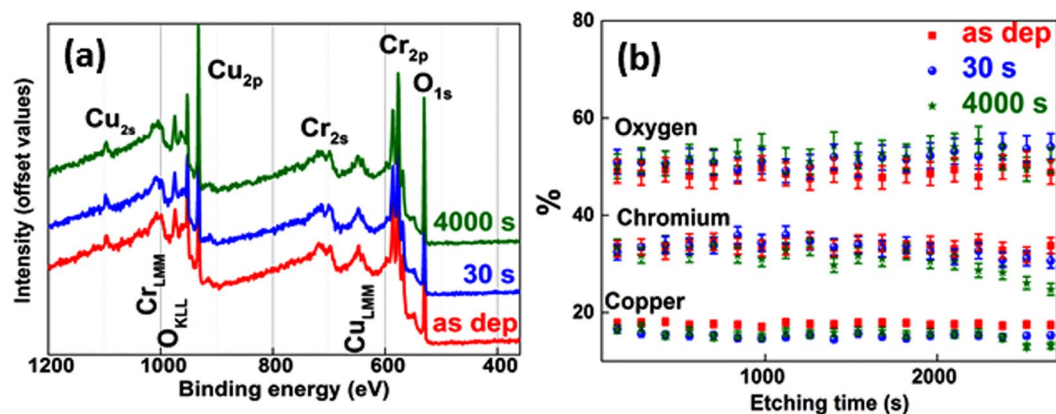 (a)
Cu2p
Cr2p
O1s
Cu2s
Cr2s
4000 s
30 s
as dep
CrLMM
OKLL
CuLMM
Intensity (offset values)
1200 1000 800 600 400
Binding energy (eV)
(b)
as dep
30 s
4000 s
Oxygen
Chromium
Copper
%
80
60
40
20
1000 2000
Etching time (s)